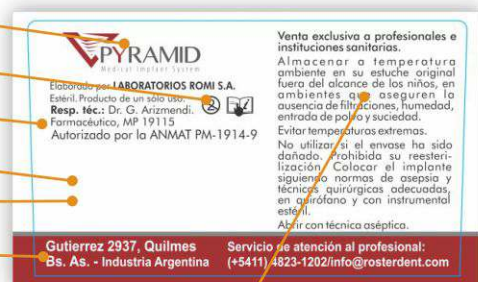 PYRAMID
Medical Implant System
Elaborado por LABORATORIOS ROMI S.A.
Estéril. Producto de un sólo uso.
Resp. téc.: Dr. G. Arizmendi.
Farmacéutico, MP 19115
Autorizado por la ANMAT PM-1914-9
Venta exclusiva a profesionales e
instituciones sanitarias.
Almacenar a temperatura
ambiente en su estuche original
fuera del alcance de los niños, en
ambientes que aseguren la
ausencia de filtraciones, humedad,
entrada de polvo y suciedad.
Evitar temperaturas extremas.
No utilizar si el envase ha sido
dañado. Prohibida su reesteri-
lización. Colocar el implante
siguiendo normas de asepsia y
técnicas quirúrgicas adecuadas,
en quirófano y con instrumental
estéril.
Abrir con técnica aséptica.
Gutierrez 2937, Quilmes
Bs. As. - Industria Argentina
Servicio de atención al profesional:
(+5411) 4823-1202/info@rosterdent.com